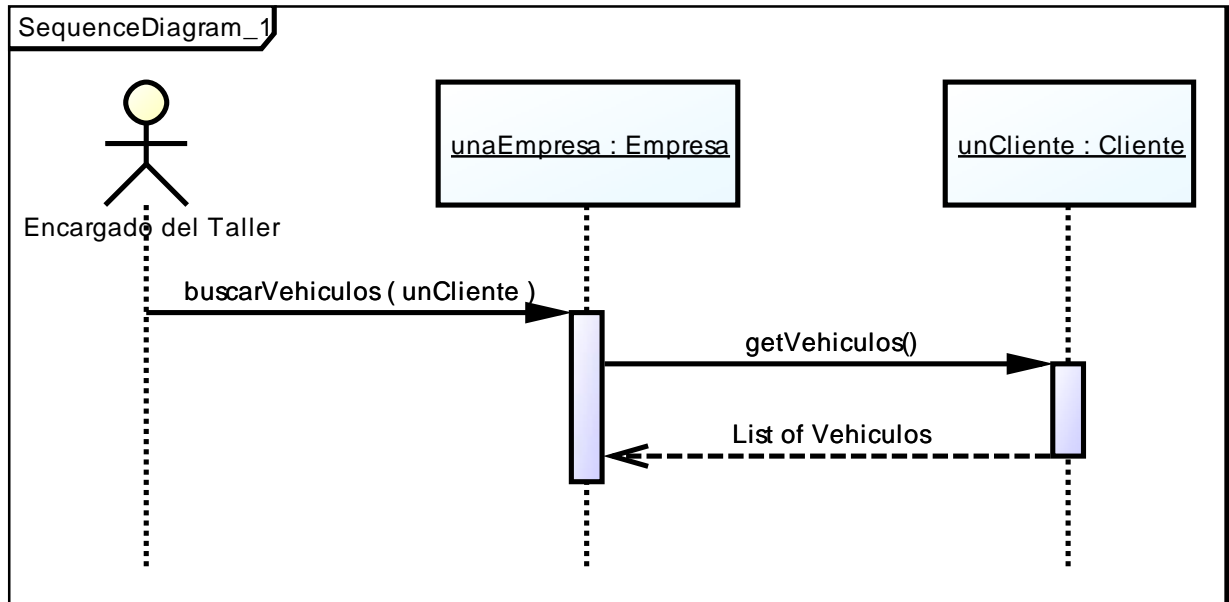 SequenceDiagram_1
unaEmpresa : Empresa
unCliente : Cliente
Encargado del Taller
buscarVehiculos ( unCliente )
getVehiculos()
List of Vehiculos